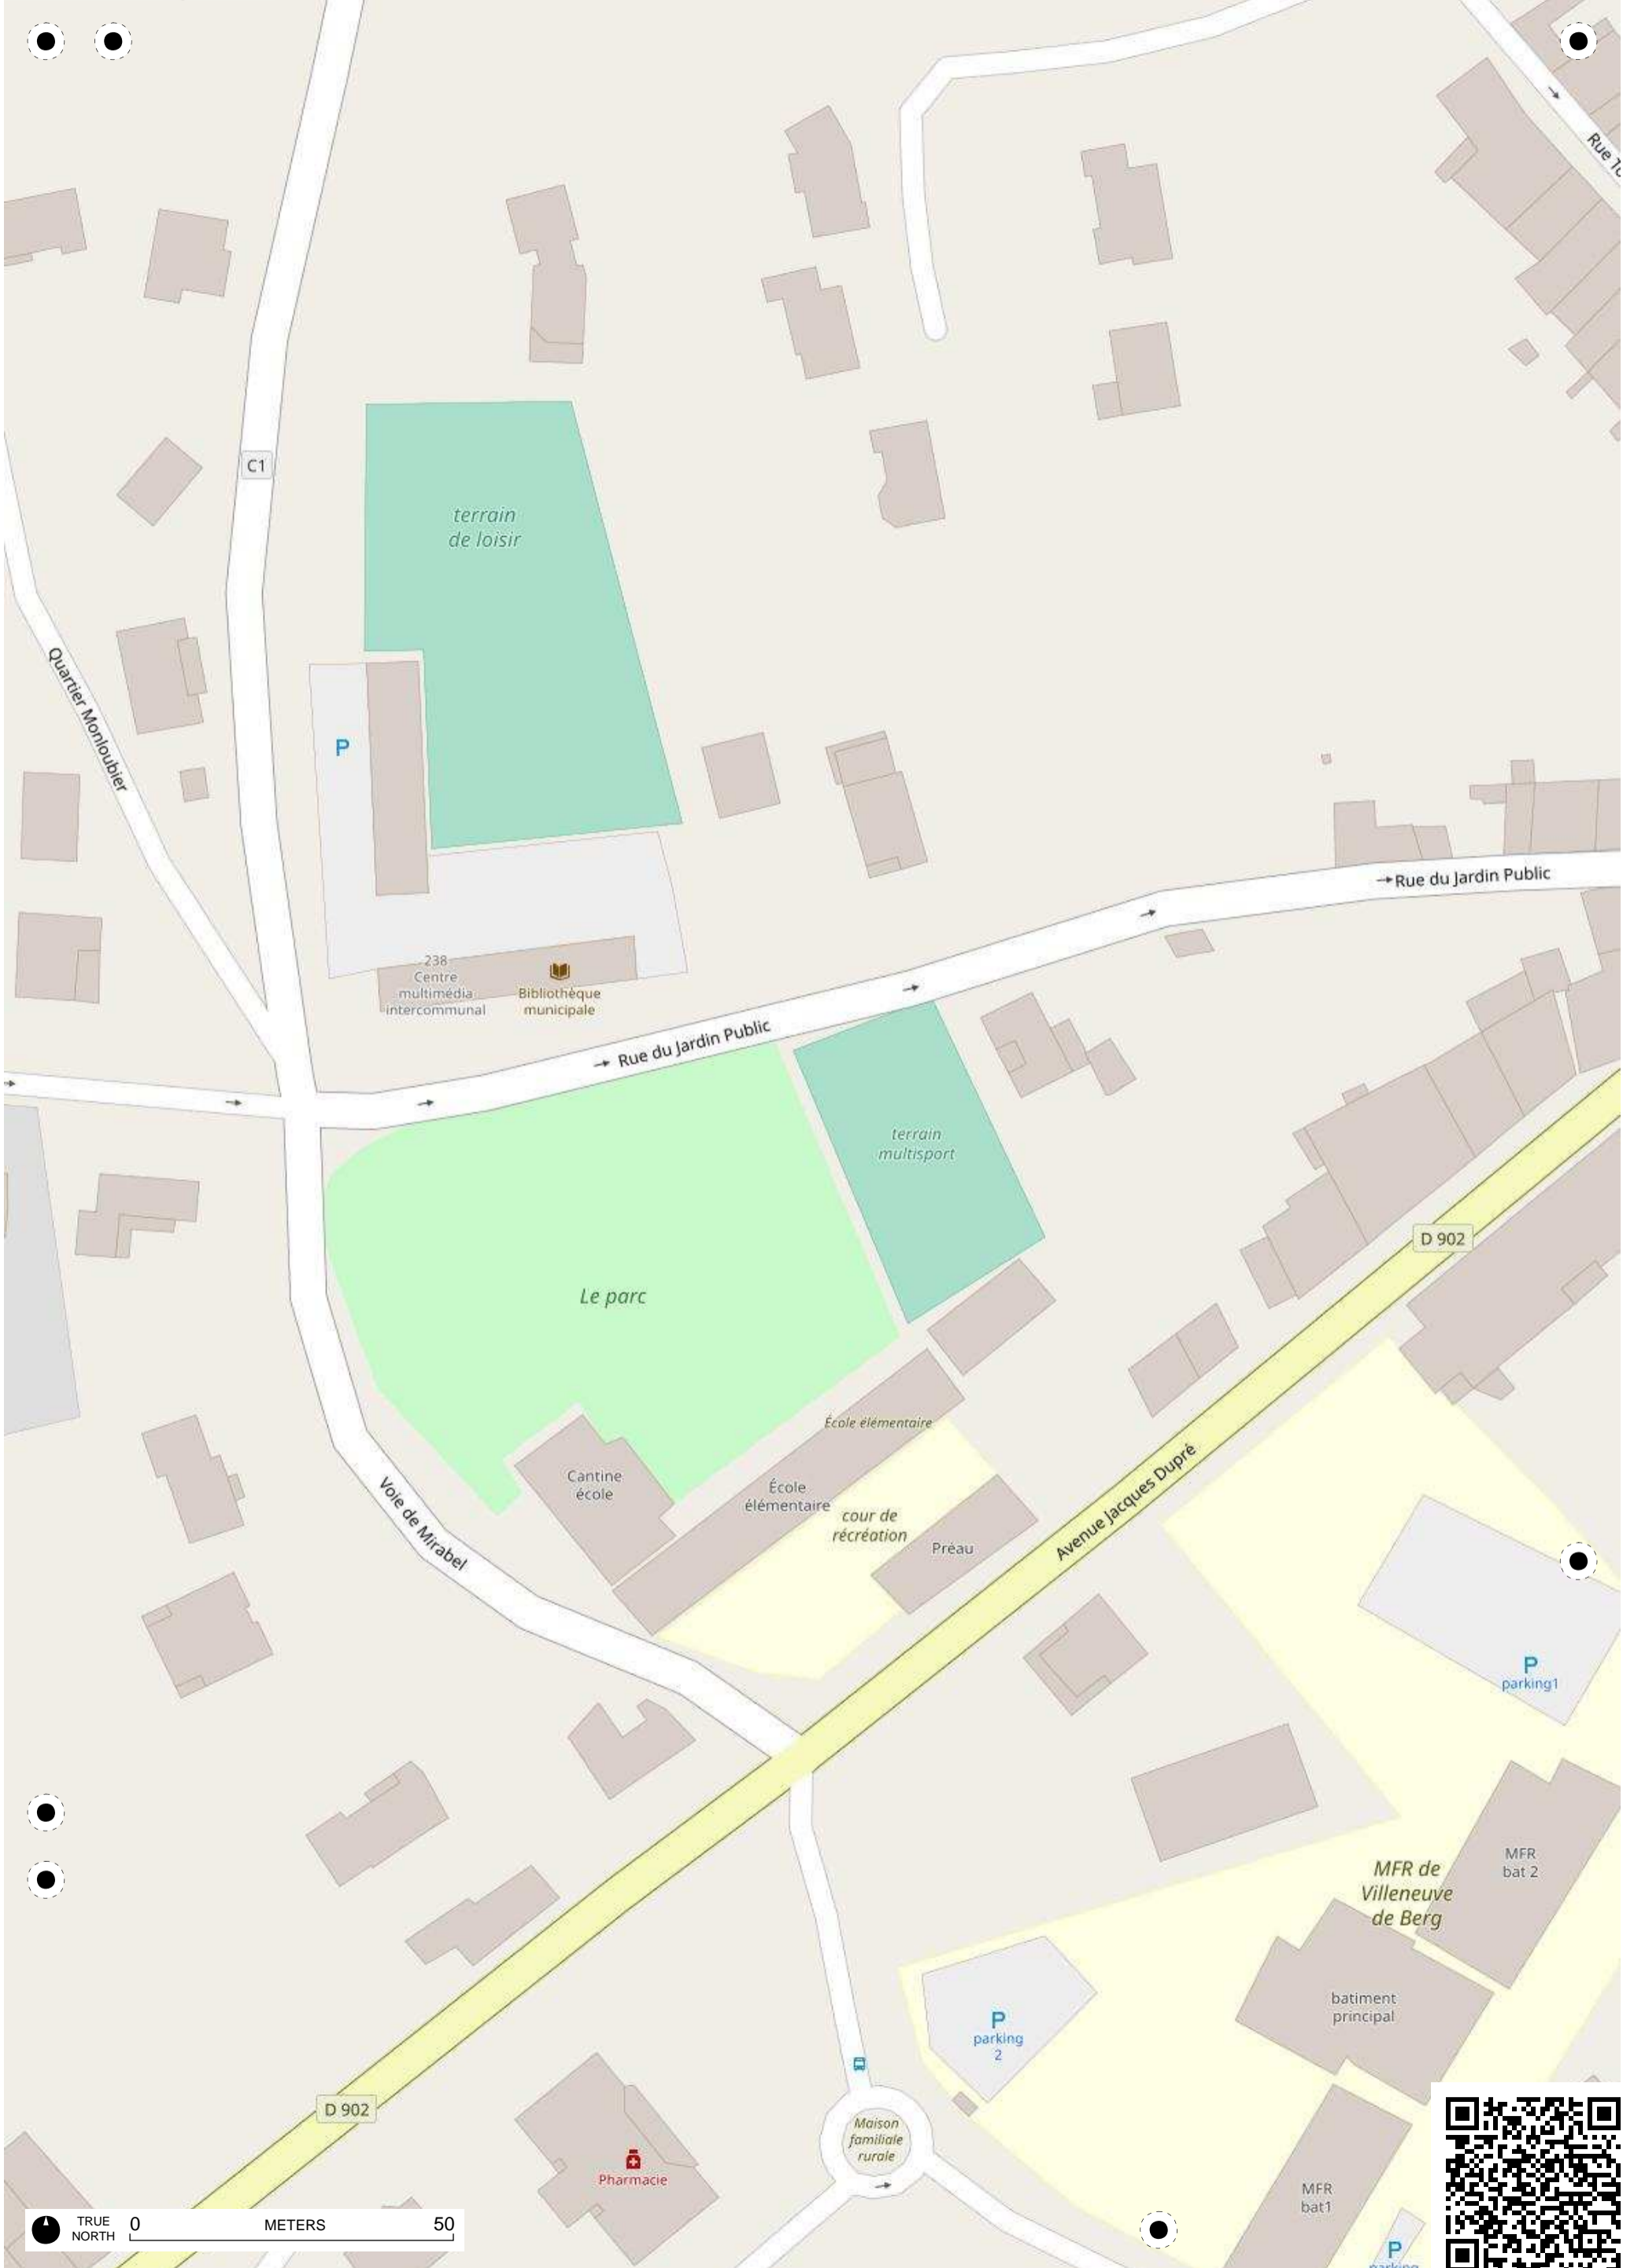 Rue To
C1
terrain
de loisir
Quartier Monloubier
P
Rue du Jardin Public
238
Centre
multimédia
intercommunal
Bibliothèque
municipale
Rue du Jardin Public
terrain
multisport
D 902
Le parc
École élémentaire
Cantine
école
École
élémentaire
cour de
récréation
Préau
Avenue Jacques Dupré
Voie de Mirabel
P
parking1
MFR
bat 2
MFR de
Villeneuve
de Berg
batiment
principal
P
parking
2
D 902
Maison
familiale
rurale
Pharmacie
MFR
bat1
P
parking
TRUE
NORTH
0 METERS 50